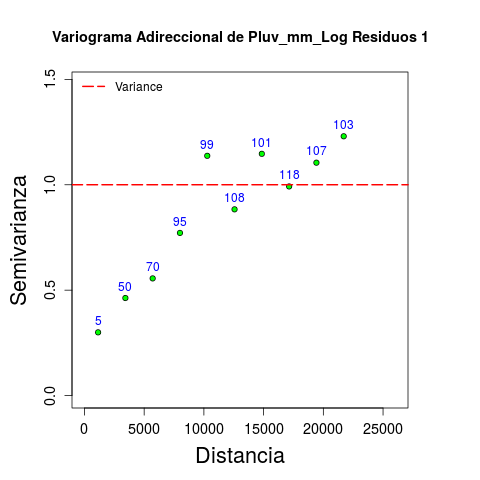 Variograma Adireccional de Pluv_mm_Log Residuos 1
Variance
1.5
1.0
0.5
0.0
Semivarianza
5
50
70
95
99
108
101
118
107
103
0 5000 10000 15000 20000 25000
Distancia